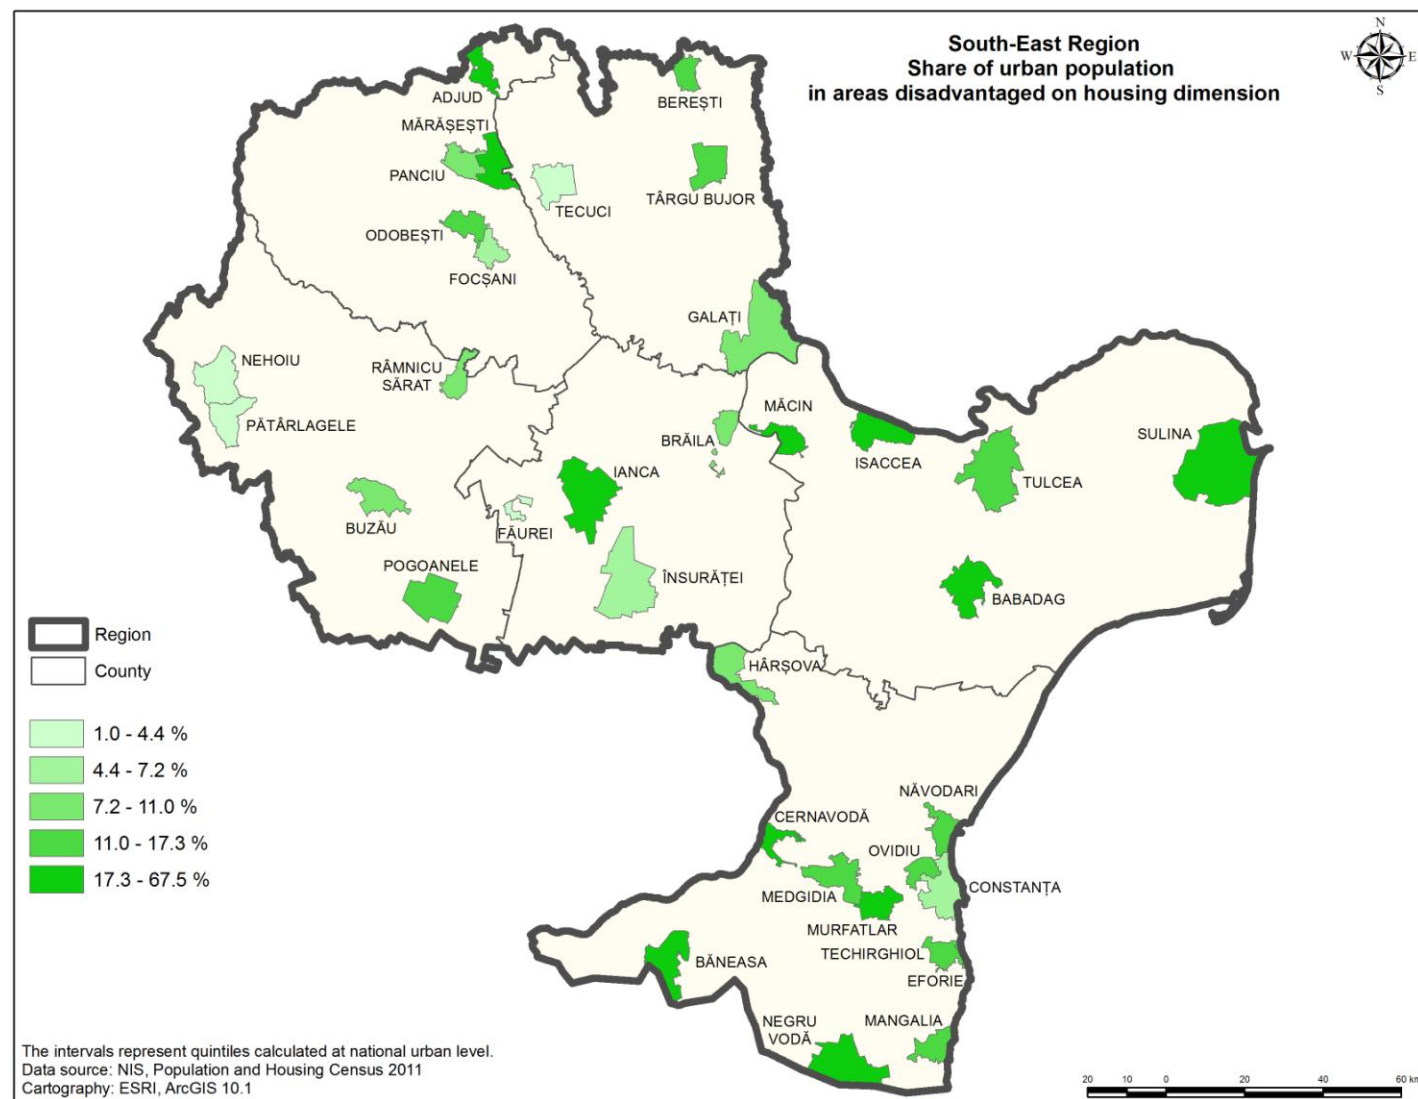 South-East Region
Share of urban population
in areas disadvantaged on housing dimension
N
W
E
S
ADJUD
BEREȘTI
MĂRĂȘEȘTI
PANCIU
TECUCI
TÂRGU BUJOR
ODOBEȘTI
FOCȘANI
GALAȚI
NEHOIU
RÂMNICU
SĂRAT
PĂTÂRLAGELE
MĂCIN
BRĂILA
ISACCEA
SULINA
IANCA
TULCEA
BUZĂU
FĂUREI
POGOANELE
ÎNSURĂȚEI
BABADAG
HÂRȘOVA
Region
County
1.0 - 4.4 %
4.4 - 7.2 %
7.2 - 11.0 %
11.0 - 17.3 %
17.3 - 67.5 %
NĂVODARI
CERNAVODĂ
OVIDIU
CONSTANȚA
MEDGIDIA
MURFATLAR
TECHIRGHIOL
BĂNEASA
EFORIE
NEGRU
VODĂ
MANGALIA
The intervals represent quintiles calculated at national urban level.
Data source: NIS, Population and Housing Census 2011
Cartography: ESRI, ArcGIS 10.1
20 10 0 20 40 60 km